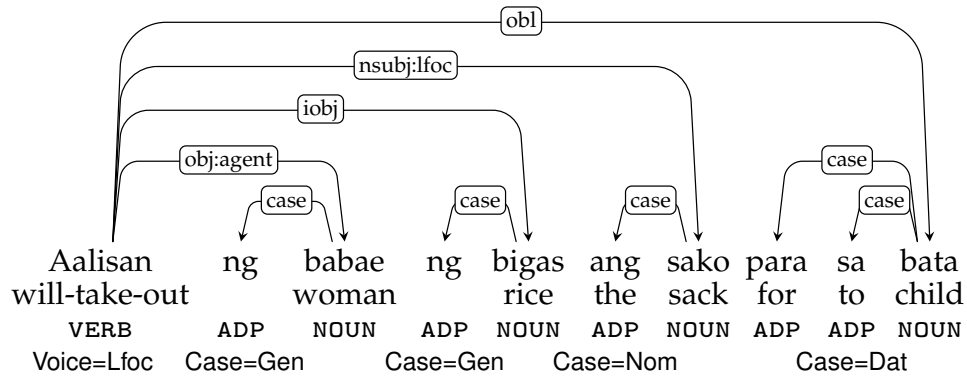 obl
nsubj:lfoc
iobj
obj:agent case
case case case case
Aalisan ng babae ng bigas ang sako para sa bata
will-take-out woman rice the sack for to child
VERB ADP NOUN ADP NOUN ADP NOUN ADP ADP NOUN
Voice=Lfoc Case=Gen Case=Gen Case=Nom Case=Dat